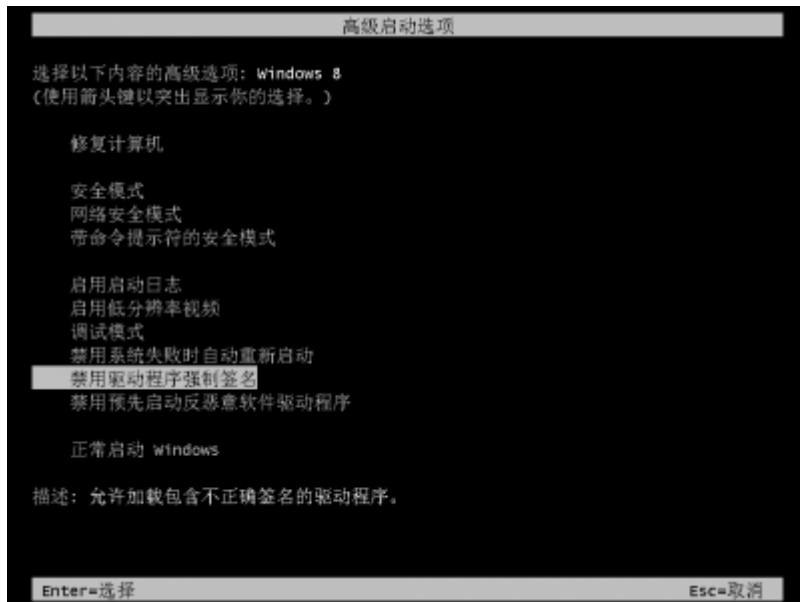 高级启动选项
选择以下内容的高级选项: Windows 8
(使用箭头键以突出显示你的选择。)
修复计算机
安全模式
网络安全模式
带命令提示符的安全模式
启用启动日志
启用低分辨率视频
调试模式
禁用系统失败时自动重新启动
禁用驱动程序强制签名
禁用预先启动反恶意软件驱动程序
正常启动 Windows
描述: 允许加载包含不正确签名的驱动程序。
Enter=选择 Esc=取消